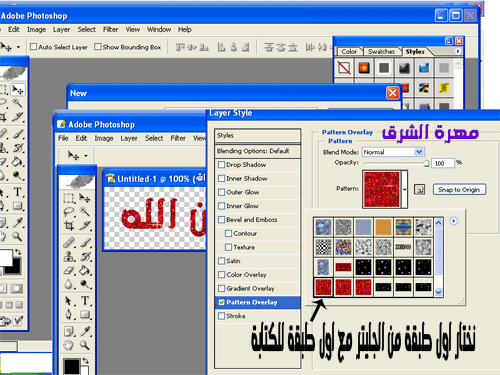 Adobe Photoshop
File Edit Image Layer Select Filter View Window Help
Auto Select Layer Show Bounding Box
Color Swatches Styles
New
Adobe Photoshop
File Edit Image Layer Select Filter
Untitled-1 @ 100%
ن الله
Layer Style
Styles
Blending Options: Default
Drop Shadow
Inner Shadow
Outer Glow
Inner Glow
Bevel and Emboss
Contour
Texture
Satin
Color Overlay
Gradient Overlay
Pattern Overlay
Stroke
Pattern Overlay
مهرة الشرق
Pattern
Blend Mode: Normal
Opacity: 100 %
Pattern:
Snap to Origin
نختار اول طبقة من الجليتر مع اول طبقة للكتابة